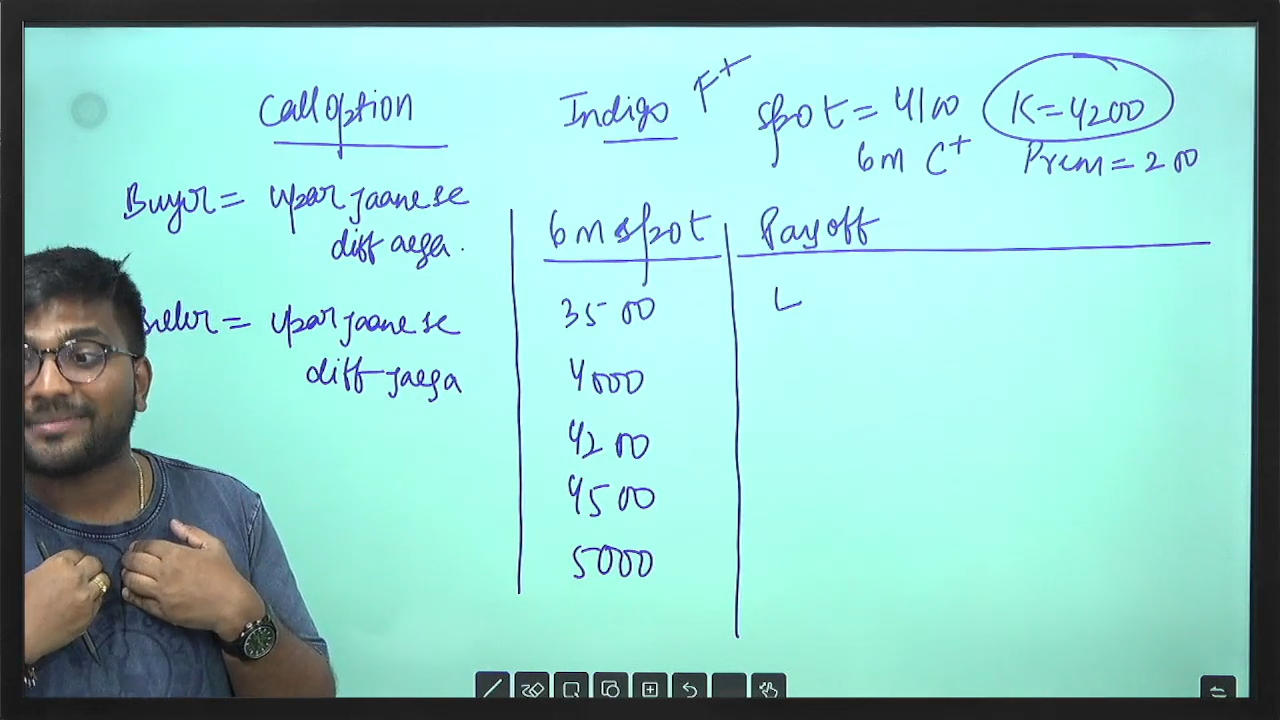 Call option
Indigo F+
spot = 4100
K=4200
6m C+
Prem = 200
Buyer = upar jaane se
diff aega.
Seller = upar jaane se
diff jaega
6m spot
Payoff
3500
L
4000
4200
4500
5000